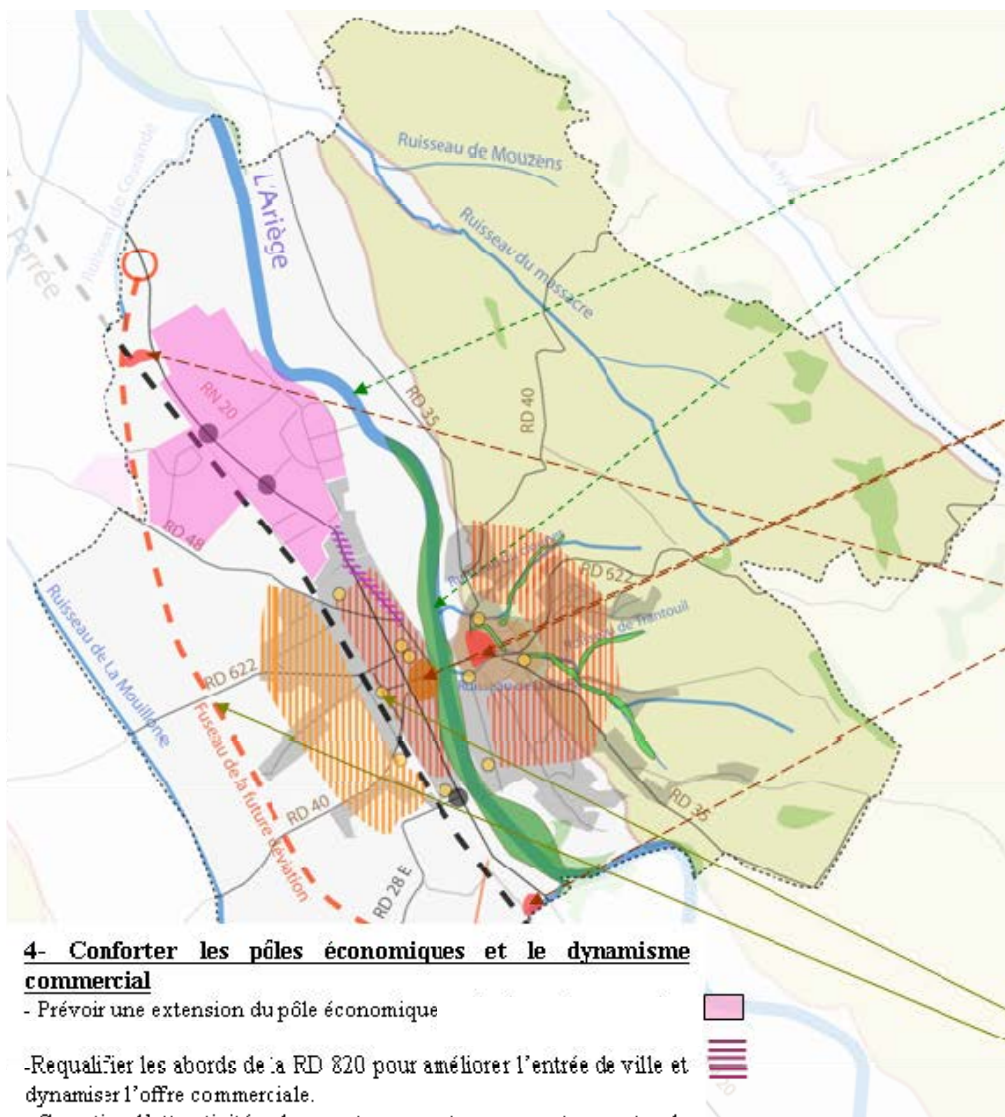 Ruisseau de Mouzens
L'Ariège
Ruisseau du massacre
RD 35
RD 40
RN 20
RD 48
RD 622
RD 622
Ruisseau de La Mouillone
Fuseau de la future déviation
RD 40
RD 28 E
RD 35
4- Conforter les pôles économiques et le dynamisme
commercial
- Prévoir une extension du pôle économique
-Requalifier les abords de la RD 820 pour améliorer l'entrée de ville et
dynamiser l'offre commerciale.